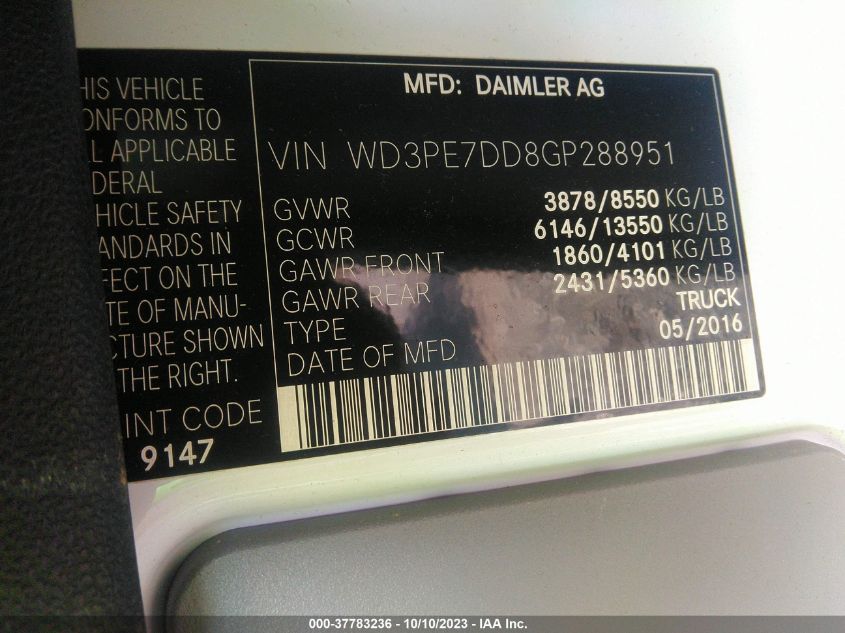 HIS VEHICLE
ONFORMS TO
L APPLICABLE
DERAL
HICLE SAFETY
ANDARDS IN
FECT ON THE
TE OF MANU-
CTURE SHOWN
THE RIGHT.
INT CODE
9147
MFD: DAIMLER AG
VIN WD3PE7DD8GP288951
GVWR 3878/8550 KG/LB
GCWR 6146/13550 KG/LB
GAWR FRONT 1860/4101 KG/LB
GAWR REAR 2431/5360 KG/LB
TYPE TRUCK
DATE OF MFD 05/2016
000-37783236 - 10/10/2023 - IAA Inc.